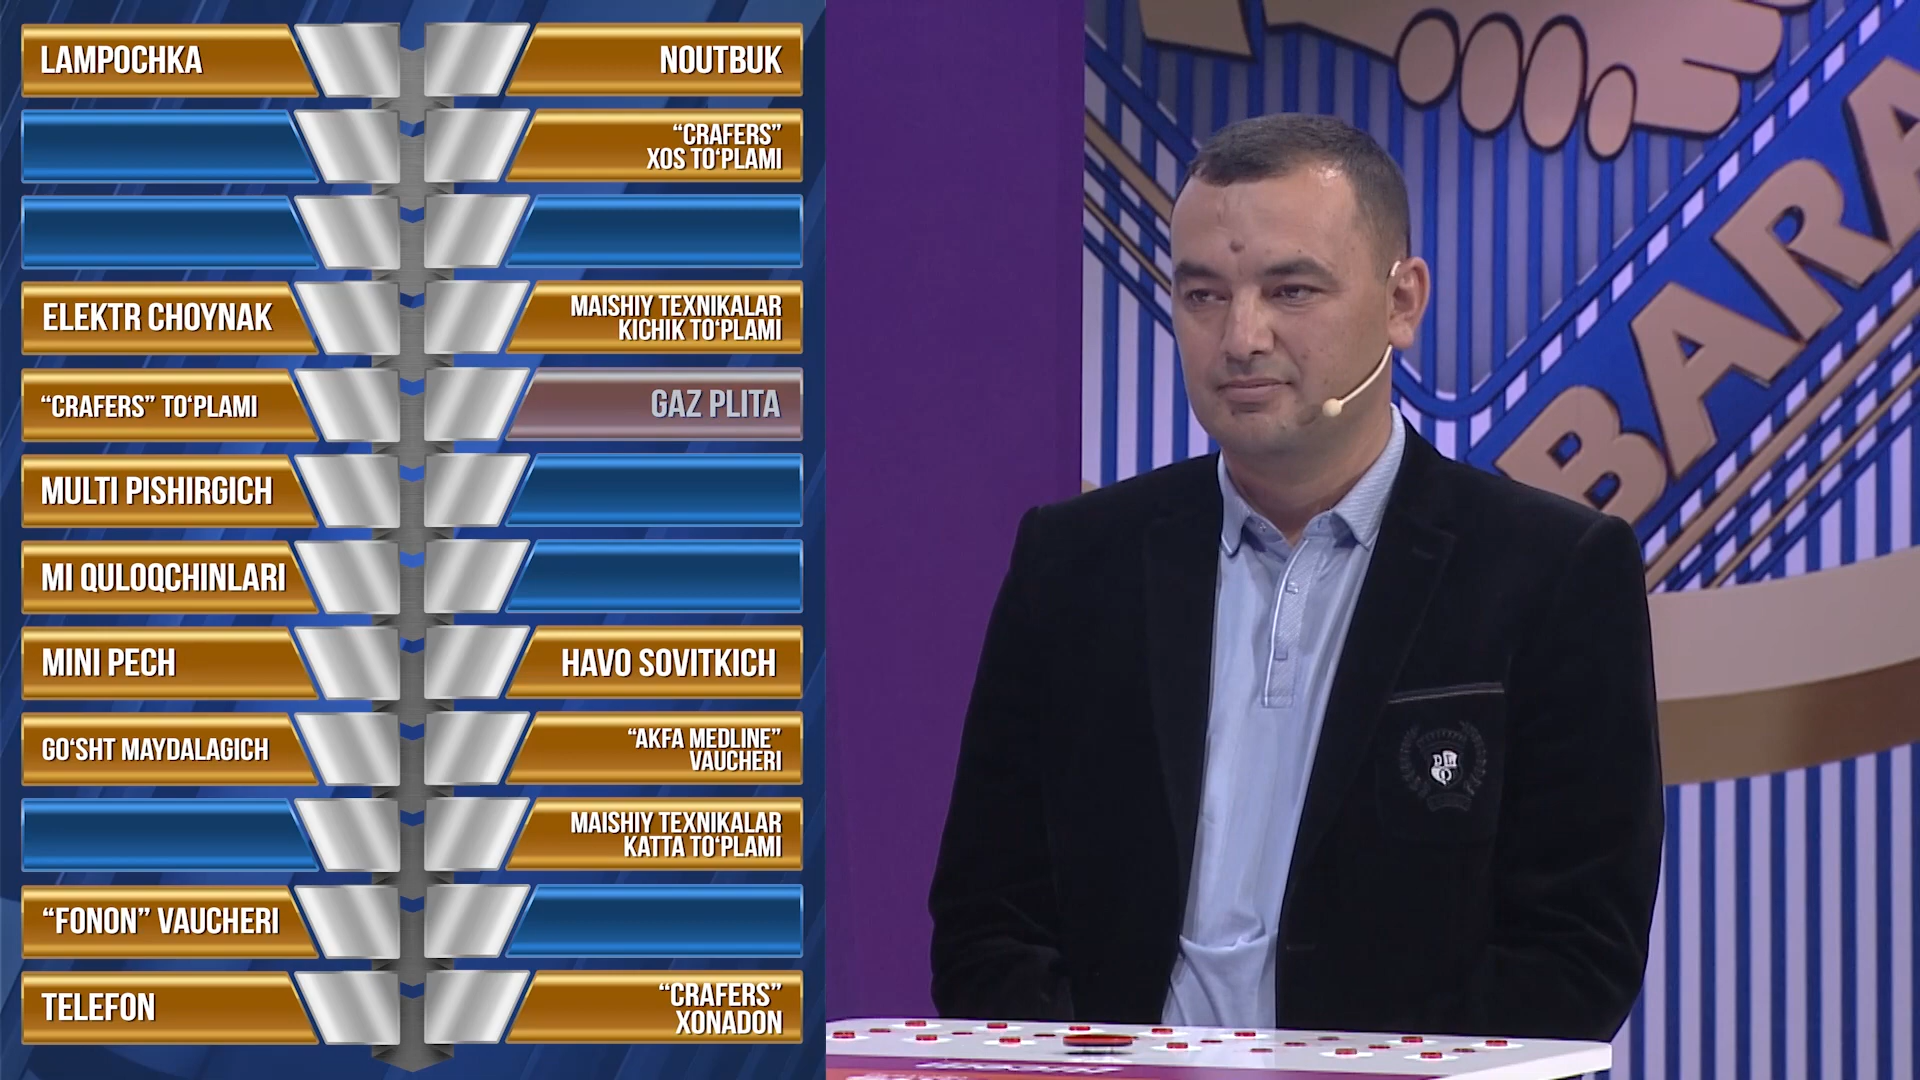 LAMPOCHKA
ELEKTR CHOYNAK
“CRAFERS” TO‘PLAMI
MULTI PISHIRGICH
MI QULOQCHINLARI
MINI PECH
GO‘SHT MAYDALAGICH
“FONON” VAUCHERI
TELEFON
NOUTBUK
“CRAFERS”
XOS TO‘PLAMI
MAISHIY TEXNIKALAR
KICHIK TO‘PLAMI
GAZ PLITA
HAVO SOVITKICH
“AKFA MEDLINE”
VAUCHERI
MAISHIY TEXNIKALAR
KATTA TO‘PLAMI
“CRAFERS”
XONADON
BARA